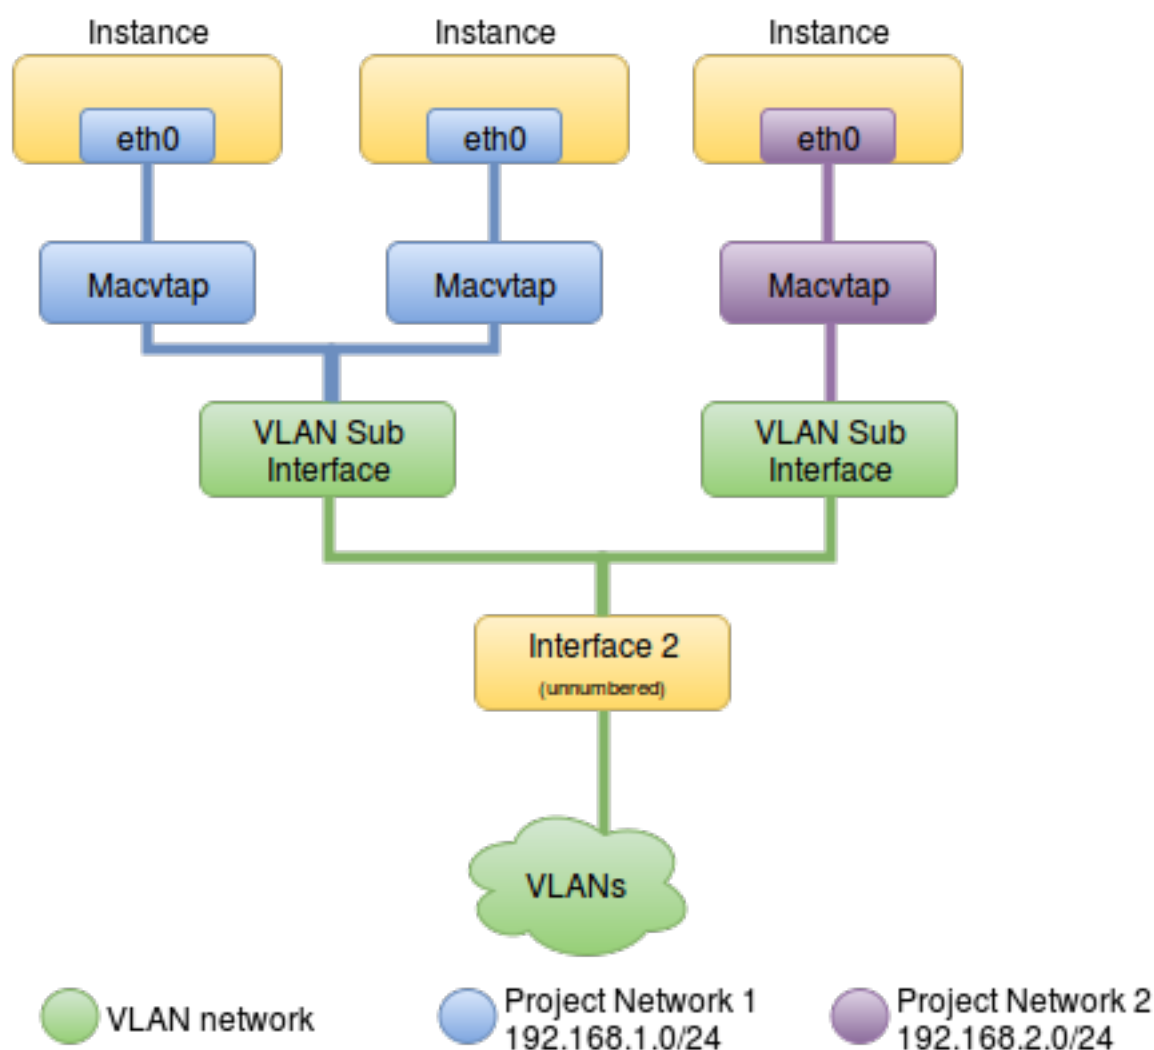 Instance
Instance
Instance
eth0
eth0
eth0
Macvtap
Macvtap
Macvtap
VLAN Sub
Interface
VLAN Sub
Interface
Interface 2
(unnumbered)
VLANs
VLAN network
Project Network 1
192.168.1.0/24
Project Network 2
192.168.2.0/24